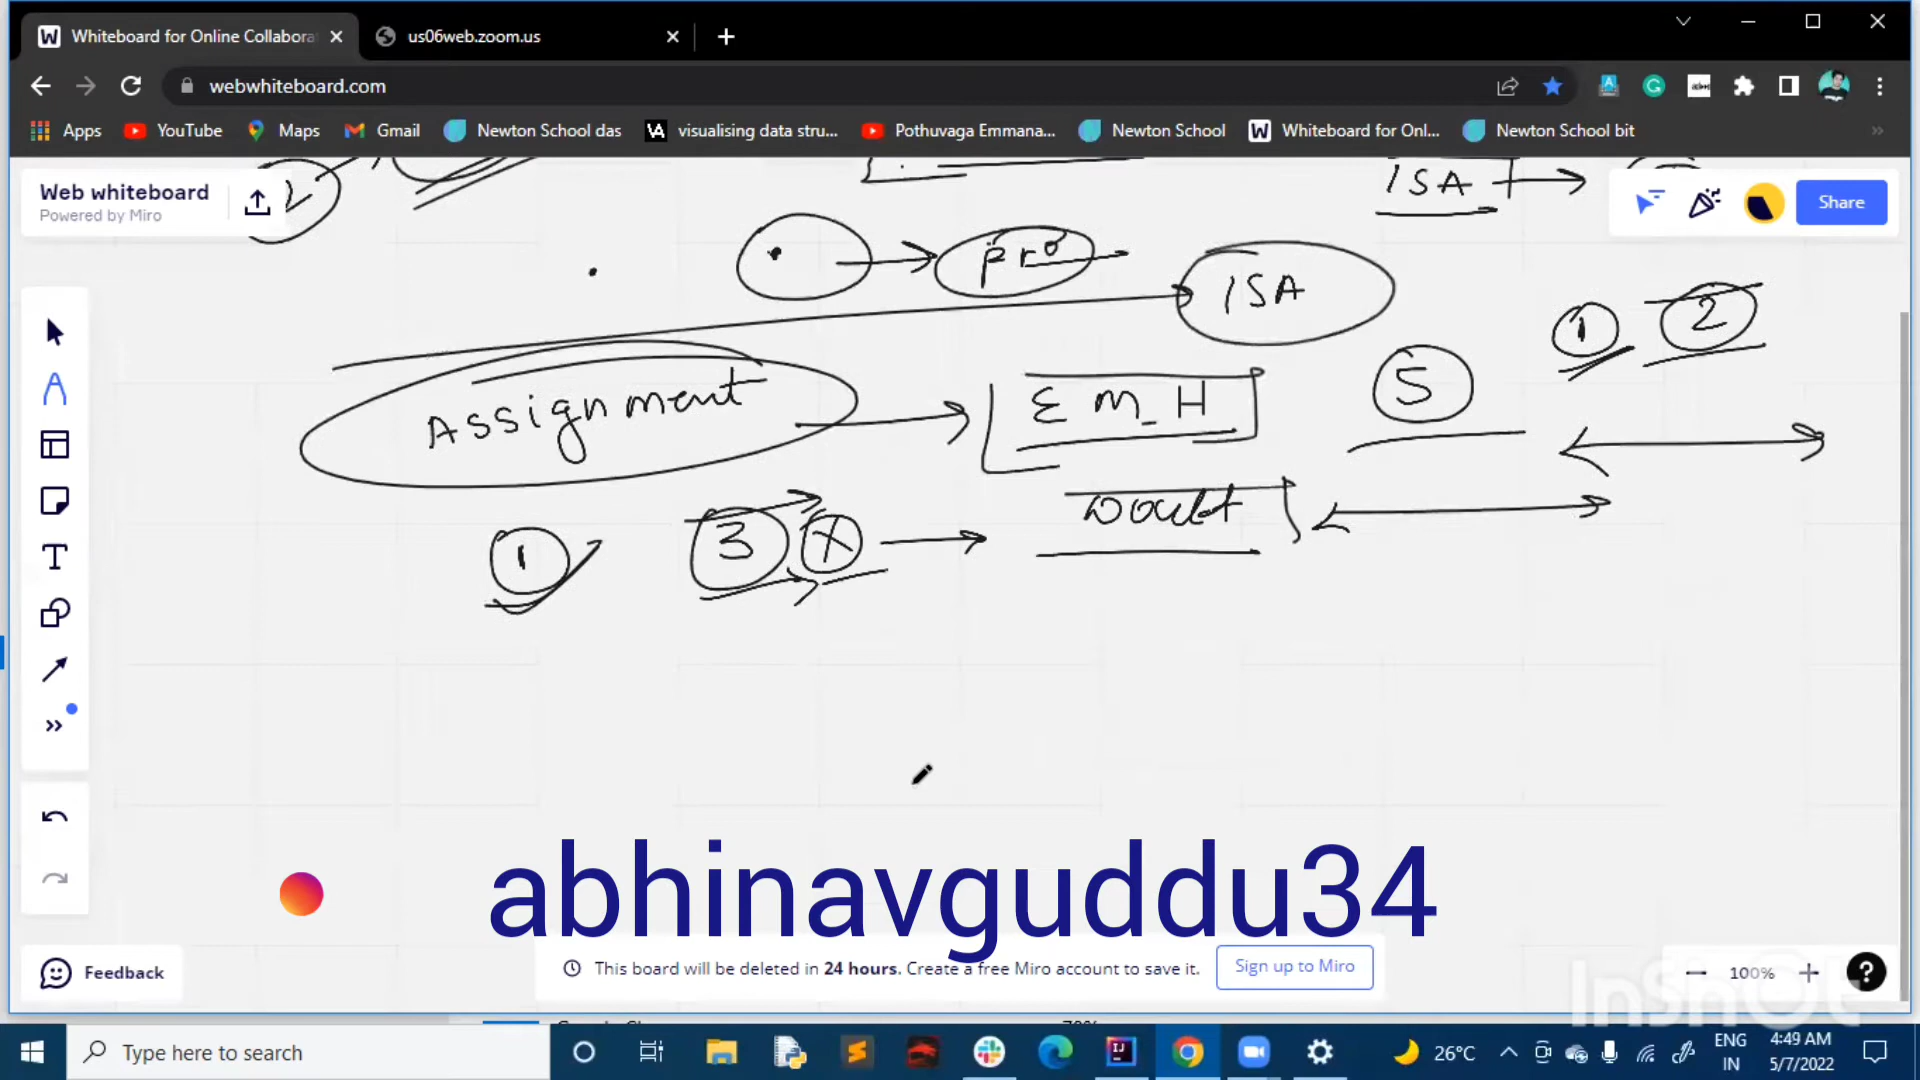 Whiteboard for Online Collabora
us06web.zoom.us
webwhiteboard.com
Apps
YouTube
Maps
Gmail
Newton School das
visualising data stru...
Pothuvaga Emmana...
Newton School
Whiteboard for Onl...
Newton School bit
Web whiteboard
Powered by Miro
Share
2
ISA
Pro
ISA
1 2
Assignment
E M_H
5
1 3 X
Doubt
abhinavguddu34
Feedback
This board will be deleted in 24 hours. Create a free Miro account to save it.
Sign up to Miro
100%
InShOt
Type here to search
26°C
ENG
IN
4:49 AM
5/7/2022